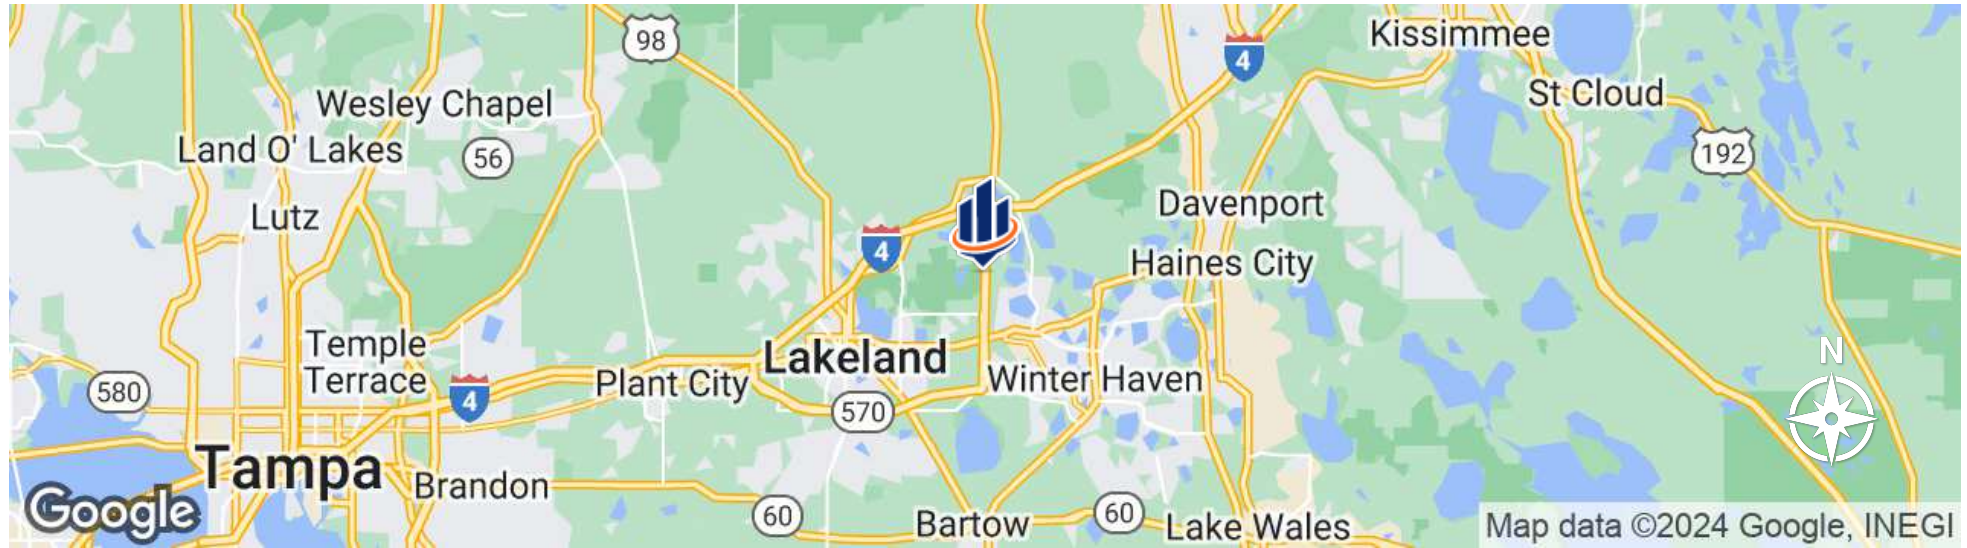 98
4
Kissimmee
St Cloud
Wesley Chapel
56
Land O' Lakes
192
Lutz
Davenport
4
Haines City
Temple
Terrace
N
Lakeland
Plant City
Winter Haven
580
4
570
Tampa
Brandon
60
60
Bartow
Lake Wales
Google
Map data ©2024 Google, INEGI